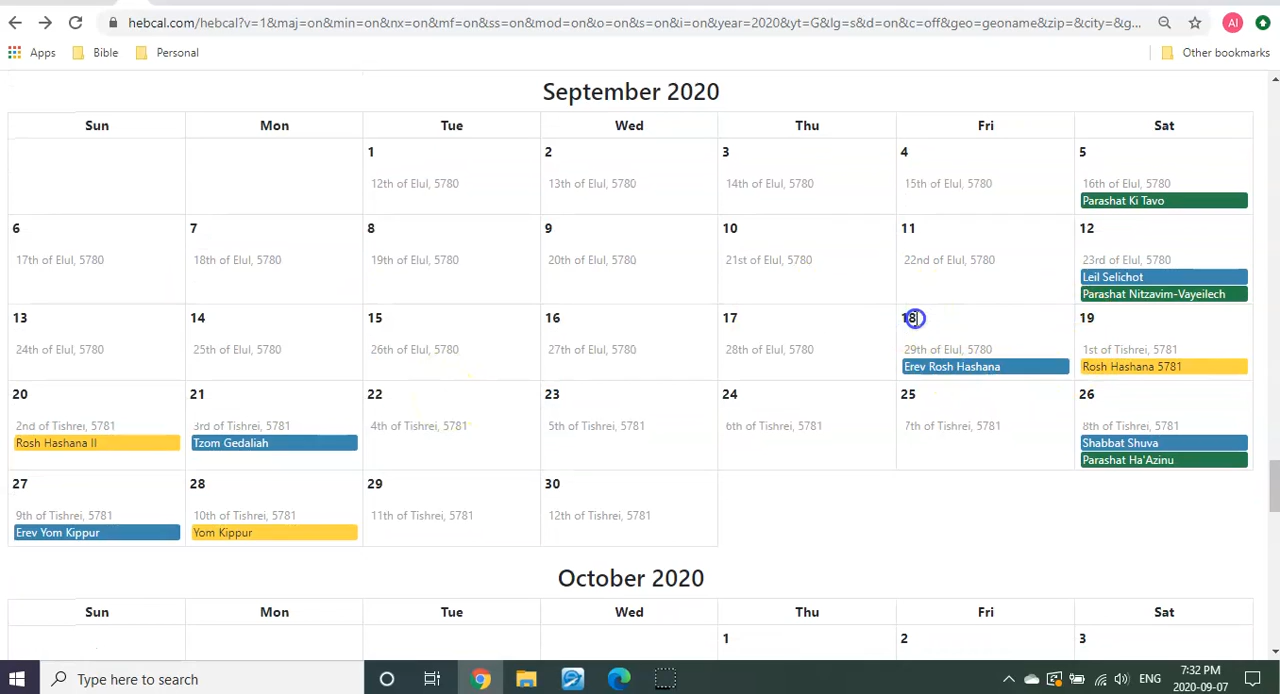 hebcal.com/hebcal?v=1&maj=on&min=on&nx=on&mf=on&ss=on&mod=on&o=on&s=on&i=on&year=2020&yt=G&lg=s&d=on&c=off&geo=geoname&zip=&city=&g...
AI
Apps Bible Personal Other bookmarks
September 2020
Sun Mon Tue Wed Thu Fri Sat
1 2 3 4 5
12th of Elul, 5780 13th of Elul, 5780 14th of Elul, 5780 15th of Elul, 5780 16th of Elul, 5780
Parashat Ki Tavo
6 7 8 9 10 11 12
17th of Elul, 5780 18th of Elul, 5780 19th of Elul, 5780 20th of Elul, 5780 21st of Elul, 5780 22nd of Elul, 5780 23rd of Elul, 5780
Leil Selichot
Parashat Nitzavim-Vayeilech
13 14 15 16 17 18 19
24th of Elul, 5780 25th of Elul, 5780 26th of Elul, 5780 27th of Elul, 5780 28th of Elul, 5780 29th of Elul, 5780 1st of Tishrei, 5781
Erev Rosh Hashana Rosh Hashana 5781
20 21 22 23 24 25 26
2nd of Tishrei, 5781 3rd of Tishrei, 5781 4th of Tishrei, 5781 5th of Tishrei, 5781 6th of Tishrei, 5781 7th of Tishrei, 5781 8th of Tishrei, 5781
Rosh Hashana II Tzom Gedaliah Shabbat Shuva
Parashat Ha'Azinu
27 28 29 30
9th of Tishrei, 5781 10th of Tishrei, 5781 11th of Tishrei, 5781 12th of Tishrei, 5781
Erev Yom Kippur Yom Kippur
October 2020
Sun Mon Tue Wed Thu Fri Sat
1 2 3
Type here to search
ENG
7:32 PM
2020-09-07